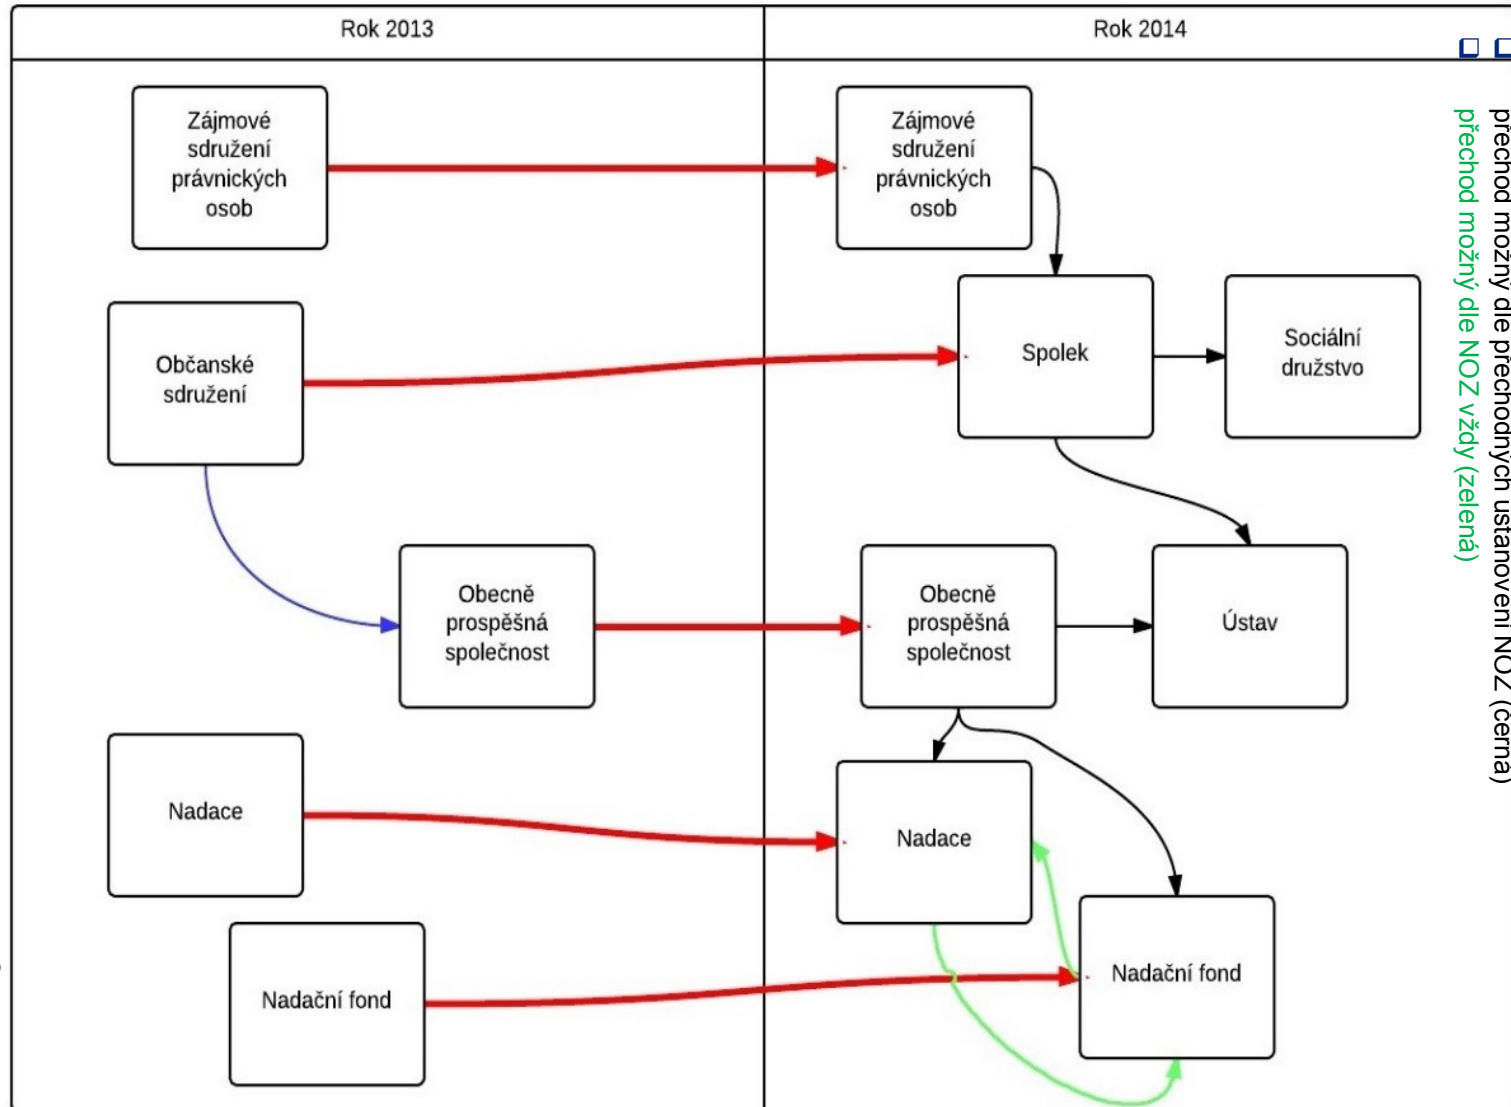 Rok 2013
Rok 2014
Zájmové
sdružení
právnických
osob
Zájmové
sdružení
právnických
osob
Občanské
sdružení
Spolek
Sociální
družstvo
Obecně
prospěšná
společnost
Obecně
prospěšná
společnost
Ústav
Nadace
Nadace
Nadační fond
Nadační fond
přechod možný dle přechodných ustanovení NOZ (černá)
přechod možný dle NOZ vždy (zelená)